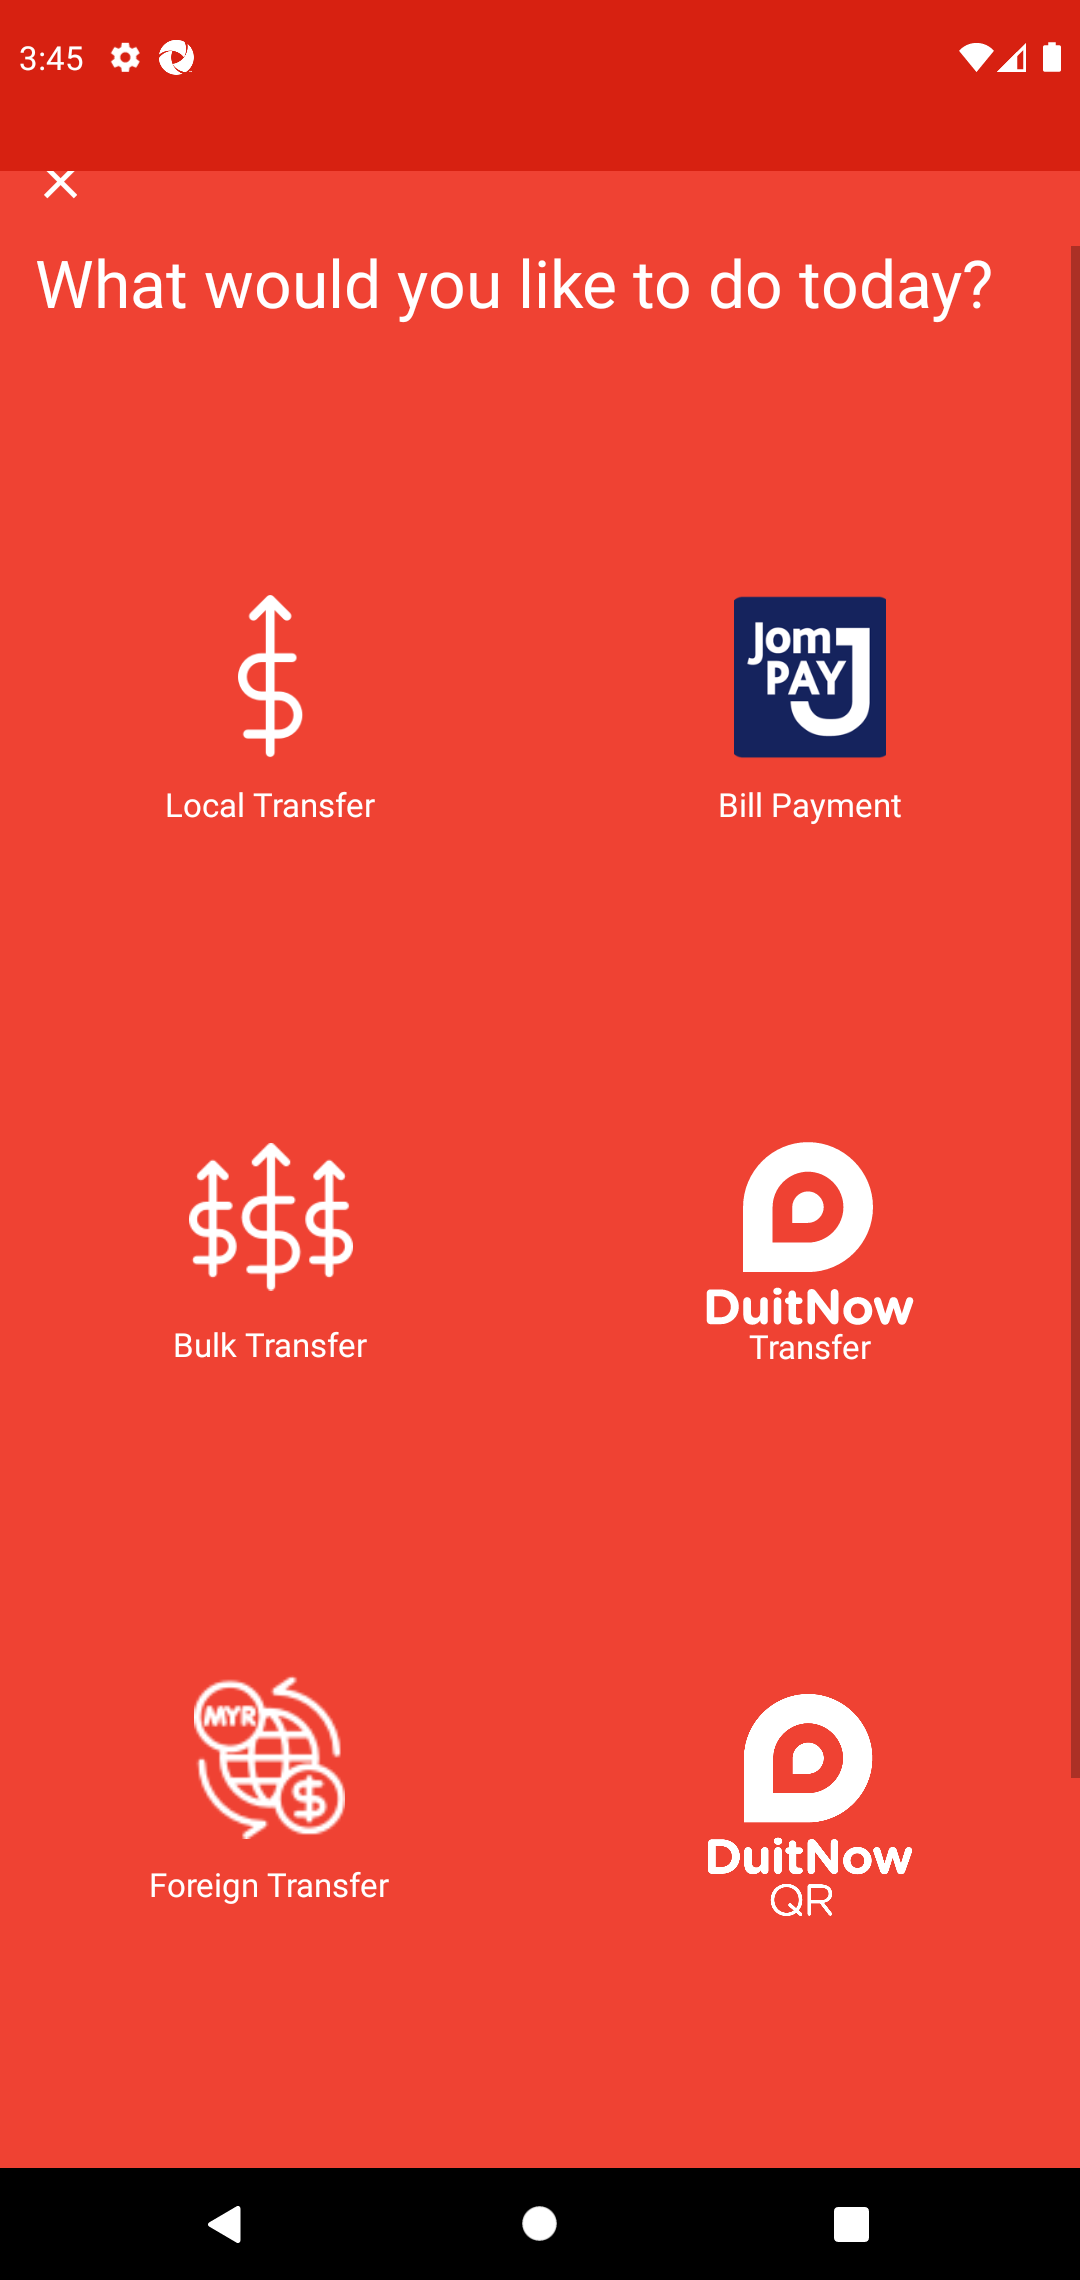 3:45
What would you like to do today?
Jom
PAY
Local Transfer
Bill Payment
DuitNow
Bulk Transfer
Transfer
MYR
$
DuitNow
Foreign Transfer
QR